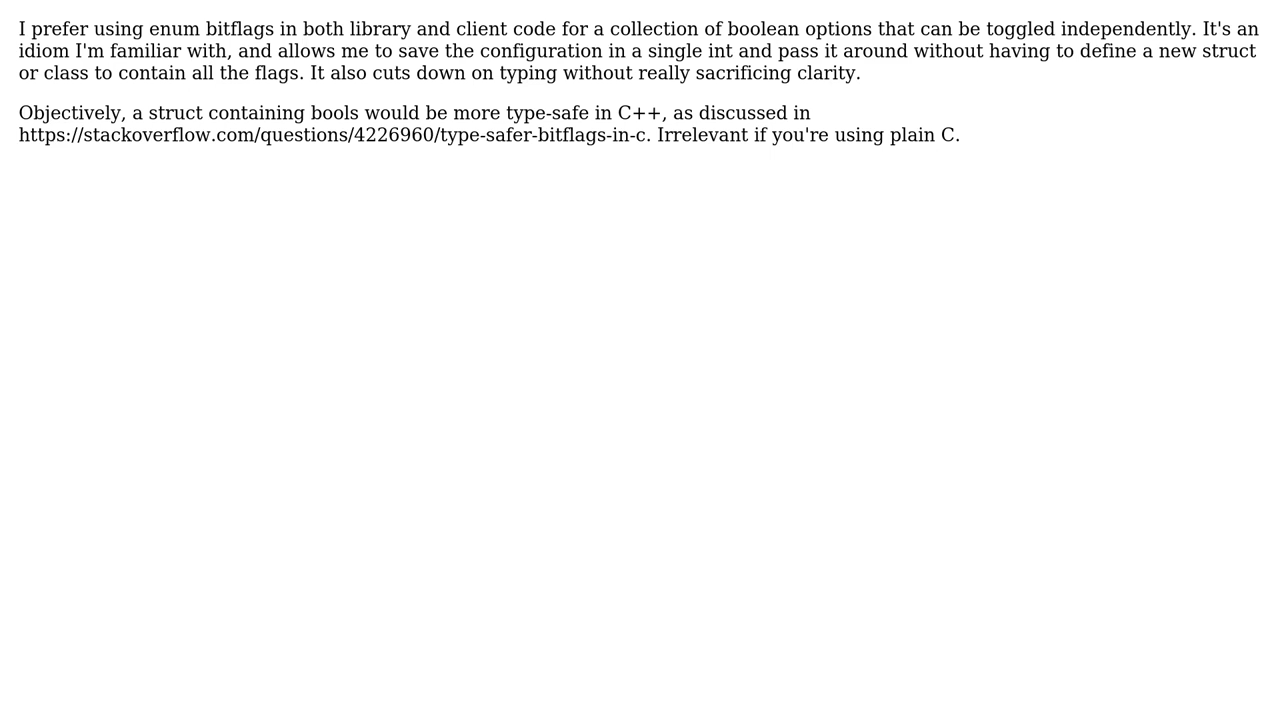 I prefer using enum bitflags in both library and client code for a collection of boolean options that can be toggled independently. It's an
idiom I'm familiar with, and allows me to save the configuration in a single int and pass it around without having to define a new struct
or class to contain all the flags. It also cuts down on typing without really sacrificing clarity.
Objectively, a struct containing bools would be more type-safe in C++, as discussed in
https://stackoverflow.com/questions/4226960/type-safer-bitflags-in-c. Irrelevant if you're using plain C.